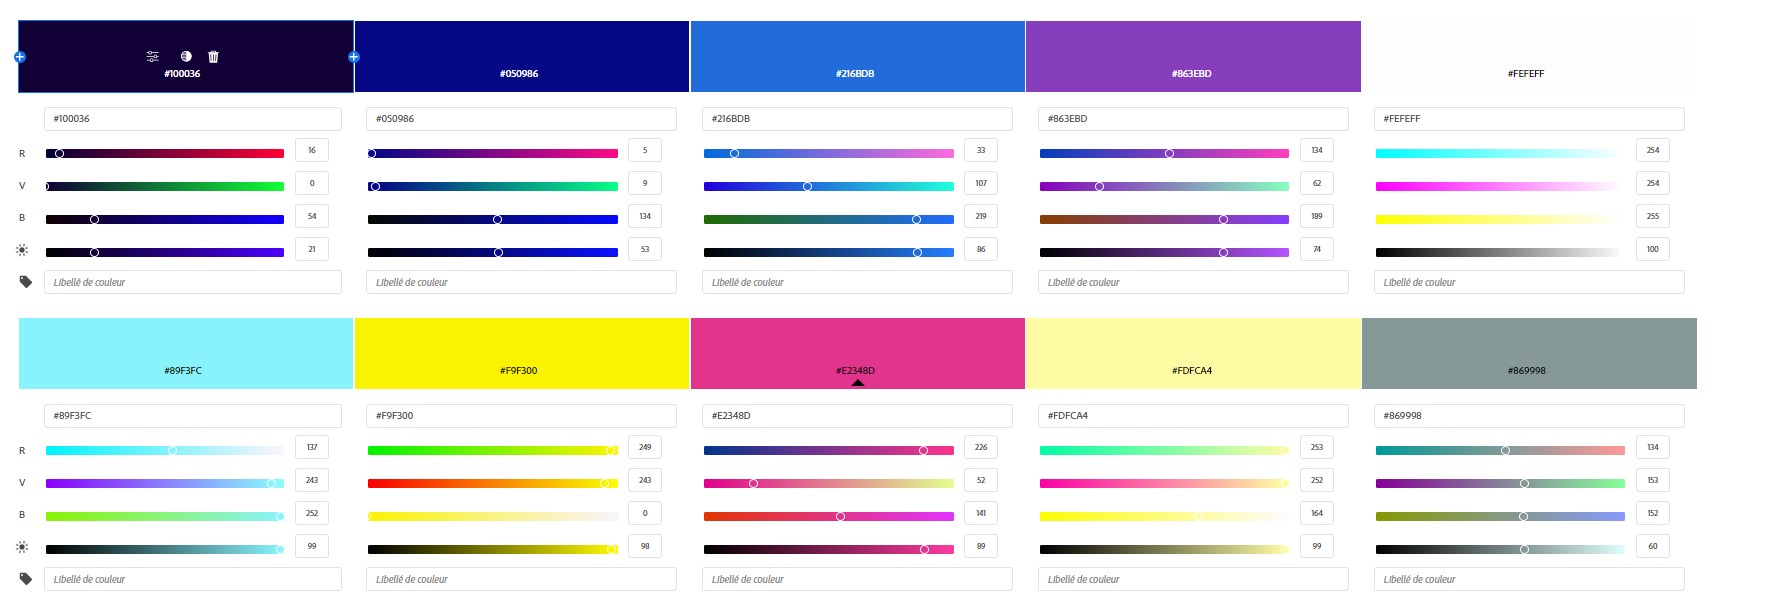 #100036 #050986 #216BDB #863EBD #FEFEFF
#100036 #050986 #216BDB #863EBD #FEFEFF
R 16 5 33 134 254
V 0 9 107 62 254
B 54 134 219 189 255
21 53 86 74 100
Libellé de couleur Libellé de couleur Libellé de couleur Libellé de couleur Libellé de couleur
#89F3FC #F9F300 #E2348D #FDFCA4 #869998
#89F3FC #F9F300 #E2348D #FDFCA4 #869998
R 137 249 226 253 134
V 243 243 52 252 153
B 252 0 141 164 152
99 98 89 99 60
Libellé de couleur Libellé de couleur Libellé de couleur Libellé de couleur Libellé de couleur